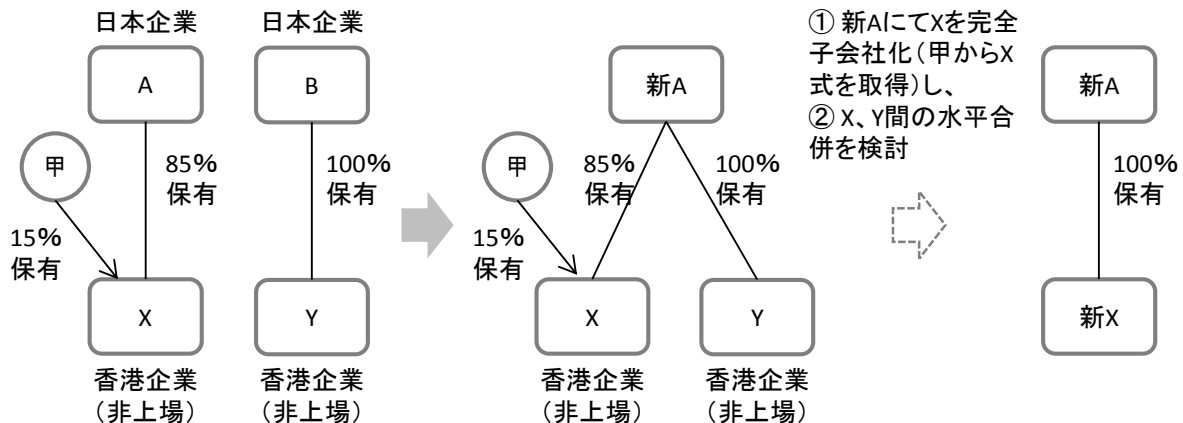 日本企業
A
甲
85%
保有
15%
保有
X
香港企業
（非上場）
日本企業
B
100%
保有
Y
香港企業
（非上場）
新A
甲
85%
保有
100%
保有
15%
保有
X
香港企業
（非上場）
Y
香港企業
（非上場）
① 新AにてXを完全
子会社化（甲からX
式を取得）し、
② X、Y間の水平合
併を検討
新A
100%
保有
新X